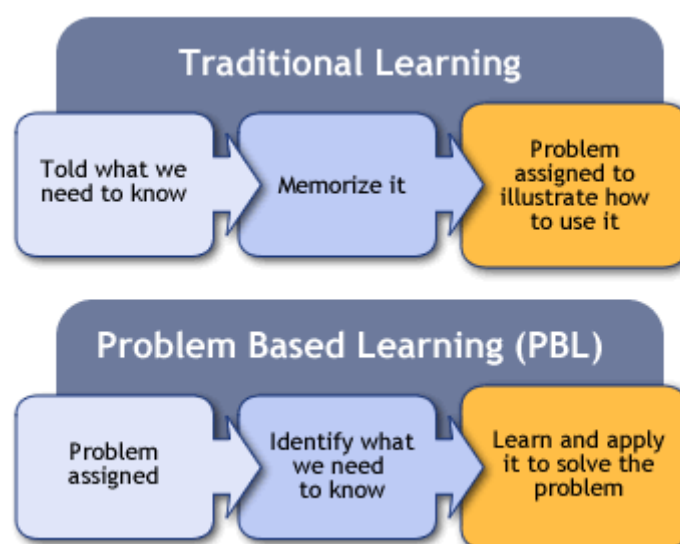 Traditional Learning
Told what we
need to know
Memorize it
Problem
assigned to
illustrate how
to use it
Problem Based Learning (PBL)
Problem
assigned
Identify what
we need
to know
Learn and apply
it to solve the
problem